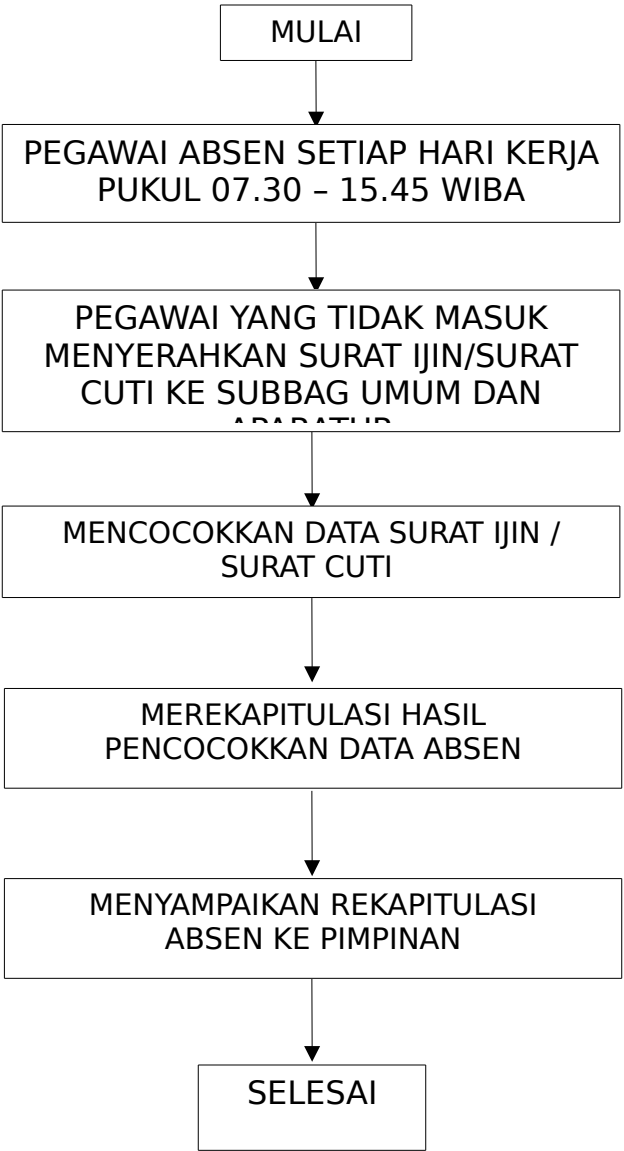 MULAI
PEGAWAI ABSEN SETIAP HARI KERJA
PUKUL 07.30 – 15.45 WIBA
PEGAWAI YANG TIDAK MASUK
MENYERAHKAN SURAT IJIN/SURAT
CUTI KE SUBBAG UMUM DAN
APARATUR
MENCOCOKKAN DATA SURAT IJIN /
SURAT CUTI
MEREKAPITULASI HASIL
PENCOCOKKAN DATA ABSEN
MENYAMPAIKAN REKAPITULASI
ABSEN KE PIMPINAN
SELESAI